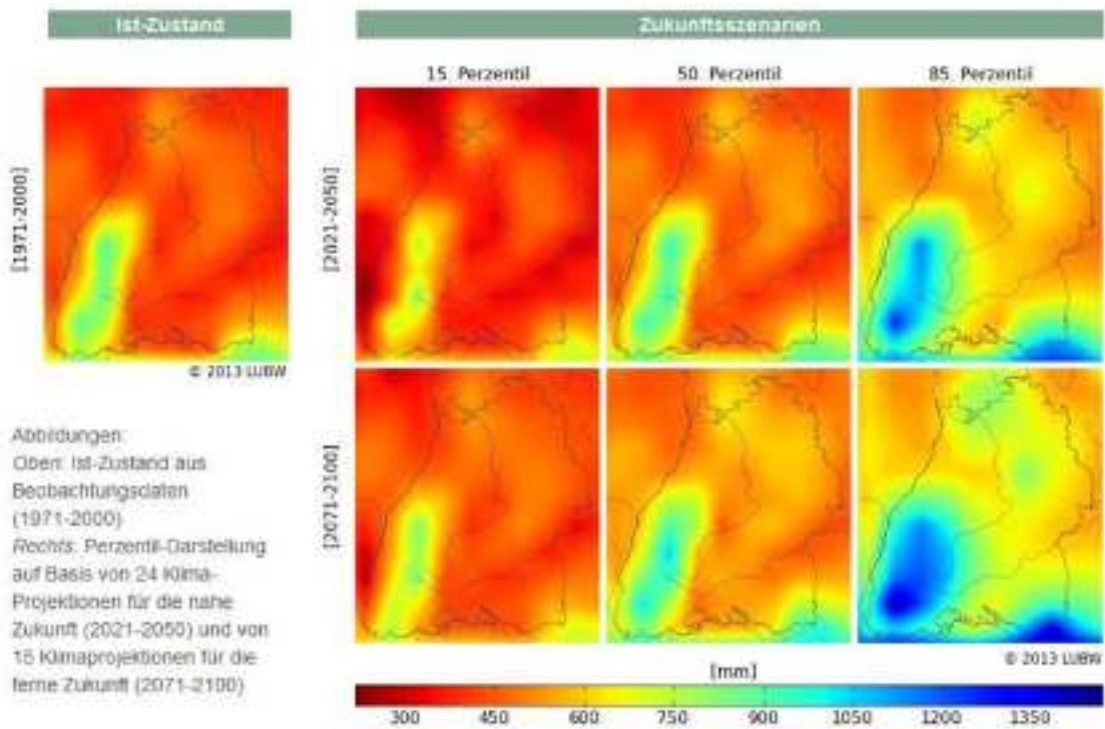 Ist-Zustand
Zukunftsszenarien
15. Perzentil
50. Perzentil
85. Perzentil
[1971-2000]
[2021-2050]
© 2013 LUBW
[2071-2100]
Abbildungen:
Oben: Ist-Zustand aus
Beobachtungsdaten
(1971-2000)
Rechts: Perzentil-Darstellung
auf Basis von 24 Klima-
Projektionen für die nahe
Zukunft (2021-2050) und von
15 Klimaprojektionen für die
ferne Zukunft (2071-2100)
© 2013 LUBW
[mm]
300 450 600 750 900 1050 1200 1350